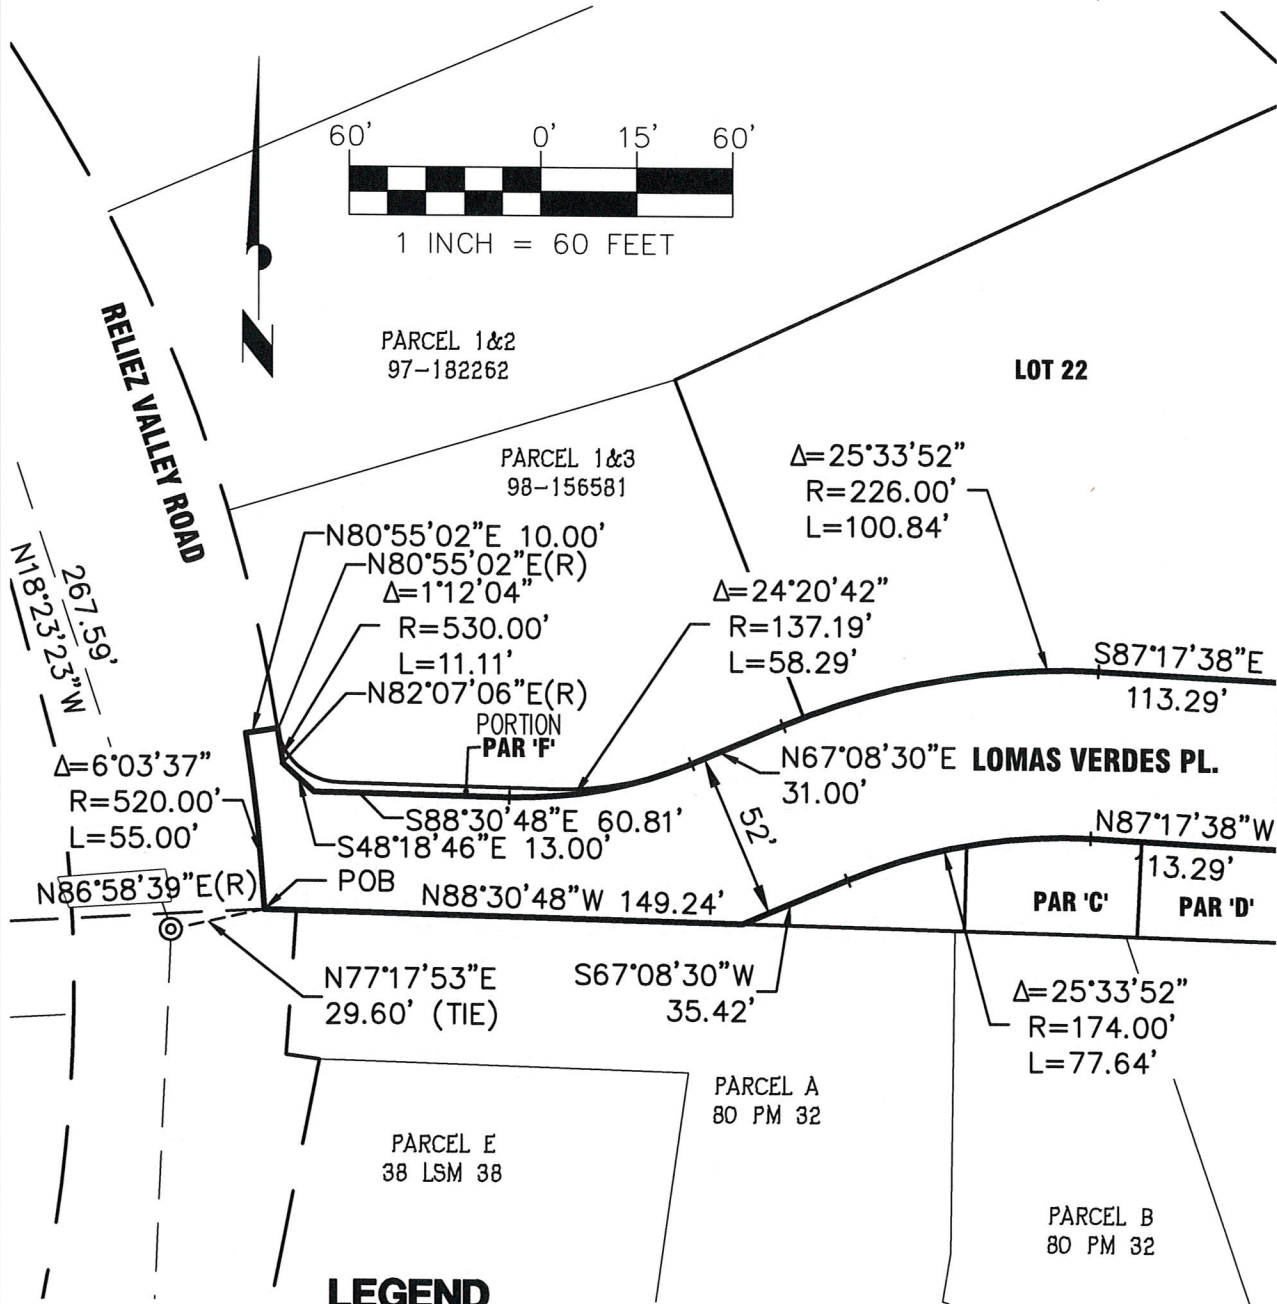 60' 0' 15' 60'
1 INCH = 60 FEET
RELIEZ VALLEY ROAD
PARCEL 1&2
97-182262
LOT 22
PARCEL 1&3
98-156581
Δ=25°33'52"
R=226.00'
L=100.84'
N80°55'02"E 10.00'
N80°55'02"E(R)
Δ=1°12'04"
R=530.00'
L=11.11'
N82°07'06"E(R)
PORTION
PAR 'F'
Δ=24°20'42"
R=137.19'
L=58.29'
267.59'
N18°23'23"W
S87°17'38"E
113.29'
Δ=6°03'37"
R=520.00'
L=55.00'
N67°08'30"E
31.00'
LOMAS VERDES PL.
52'
S88°30'48"E 60.81'
S48°18'46"E 13.00'
N87°17'38"W
113.29'
N86°58'39"E(R)
POB
N88°30'48"W 149.24'
PAR 'C'
PAR 'D'
N77°17'53"E
29.60' (TIE)
S67°08'30"W
35.42'
Δ=25°33'52"
R=174.00'
L=77.64'
PARCEL A
80 PM 32
PARCEL E
38 LSM 38
PARCEL B
80 PM 32
LEGEND
N